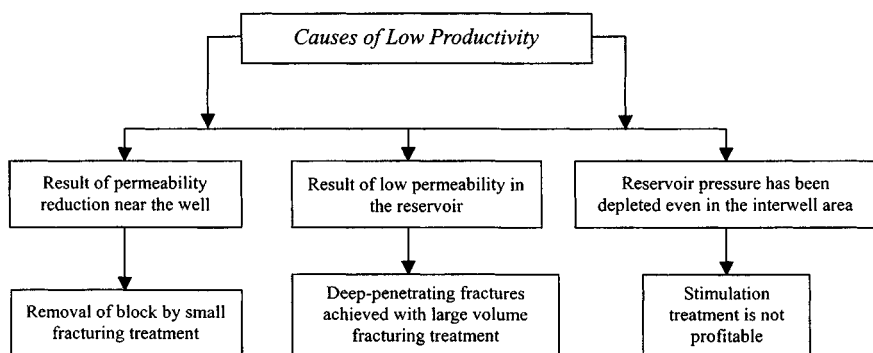 Causes of Low Productivity
Result of permeability
reduction near the well
Result of low permeability in
the reservoir
Reservoir pressure has been
depleted even in the interwell area
Removal of block by small
fracturing treatment
Deep-penetrating fractures
achieved with large volume
fracturing treatment
Stimulation
treatment is not
profitable